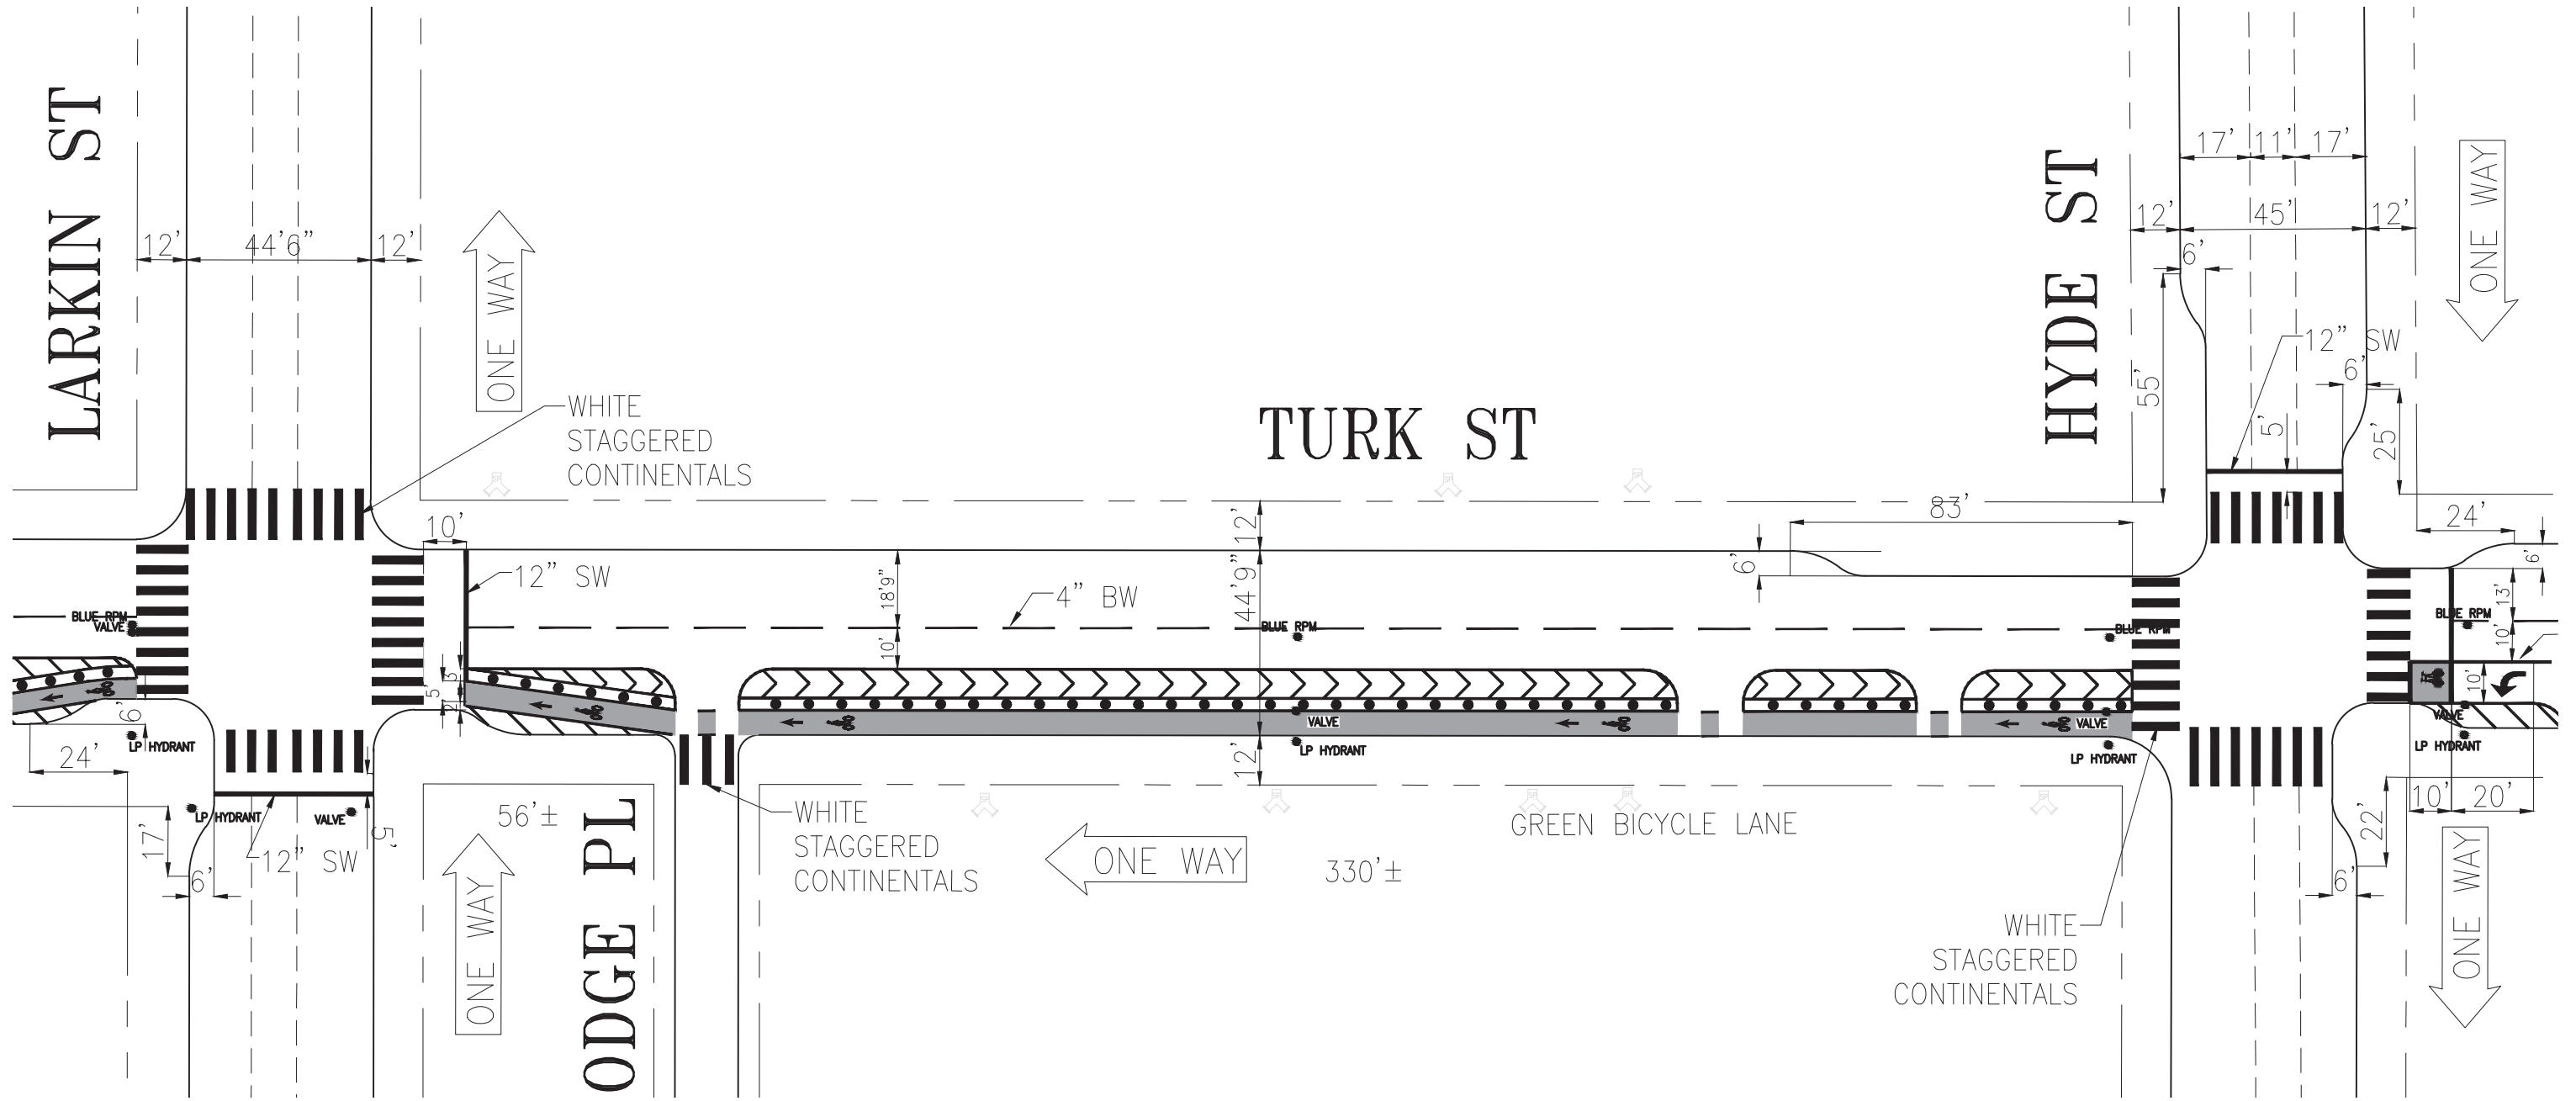 LARKIN ST
12'
44'6"
12'
ONE WAY
WHITE
STAGGERED
CONTINENTALS
TURK ST
HYDE ST
17'
11'
17'
12'
45'
12'
6'
55'
ONE WAY
12" SW
6'
5'
25'
24'
6'
83'
6'
10'
12" SW
18'9"
10'
4" BW
12'
44'9"
12'
BLUE RPM
VALVE
BLUE RPM
BLUE RPM
BLUE RPM
13'
10'
10'
5'
3'
2'
6'
LP HYDRANT
24'
VALVE
LP HYDRANT
VALVE
LP HYDRANT
VALVE
LP HYDRANT
10'
20'
17'
LP HYDRANT
VALVE
5'
6'
12" SW
56'±
ONE WAY
ODGE PL
WHITE
STAGGERED
CONTINENTALS
ONE WAY
330'±
GREEN BICYCLE LANE
WHITE
STAGGERED
CONTINENTALS
22'
6'
ONE WAY